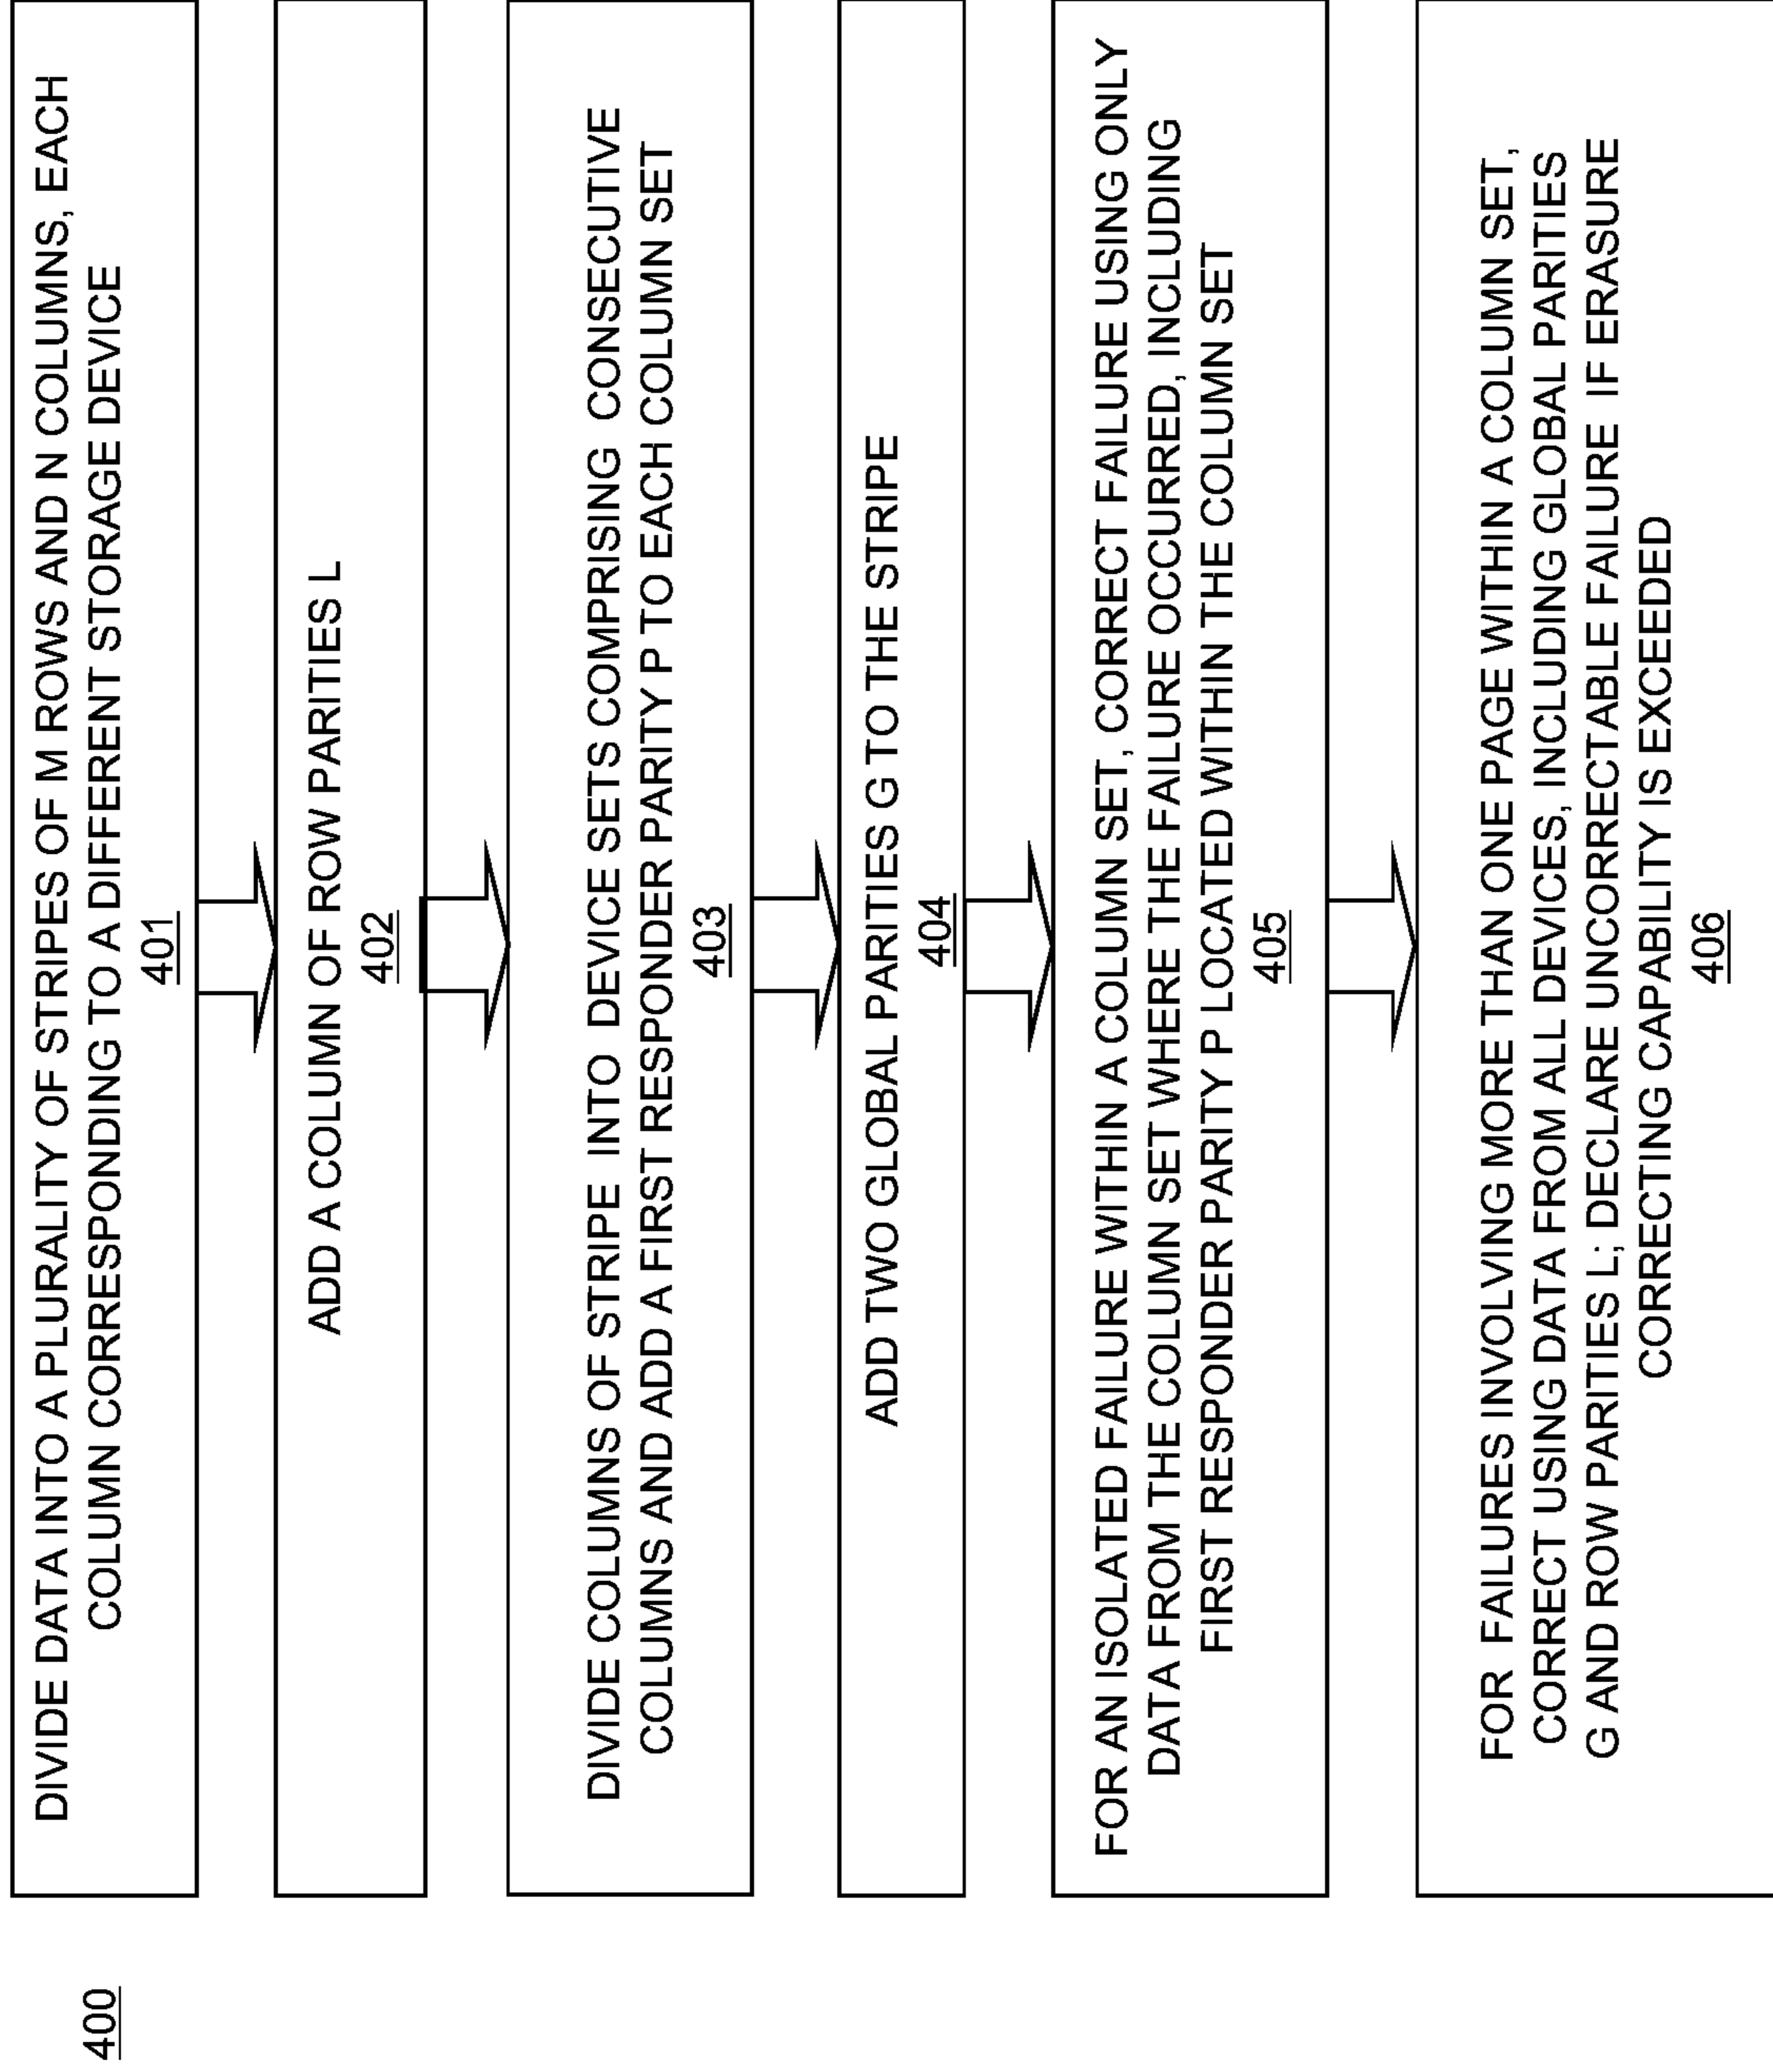 400
DIVIDE DATA INTO A PLURALITY OF STRIPES OF M ROWS AND N COLUMNS, EACH
COLUMN CORRESPONDING TO A DIFFERENT STORAGE DEVICE
401
ADD A COLUMN OF ROW PARITIES L
402
DIVIDE COLUMNS OF STRIPE INTO DEVICE SETS COMPRISING CONSECUTIVE
COLUMNS AND ADD A FIRST RESPONDER PARITY P TO EACH COLUMN SET
403
ADD TWO GLOBAL PARITIES G TO THE STRIPE
404
FOR AN ISOLATED FAILURE WITHIN A COLUMN SET, CORRECT FAILURE USING ONLY
DATA FROM THE COLUMN SET WHERE THE FAILURE OCCURRED, INCLUDING
FIRST RESPONDER PARITY P LOCATED WITHIN THE COLUMN SET
405
FOR FAILURES INVOLVING MORE THAN ONE PAGE WITHIN A COLUMN SET,
CORRECT USING DATA FROM ALL DEVICES, INCLUDING GLOBAL PARITIES
G AND ROW PARITIES L; DECLARE UNCORRECTABLE FAILURE IF ERASURE
CORRECTING CAPABILITY IS EXCEEDED
406